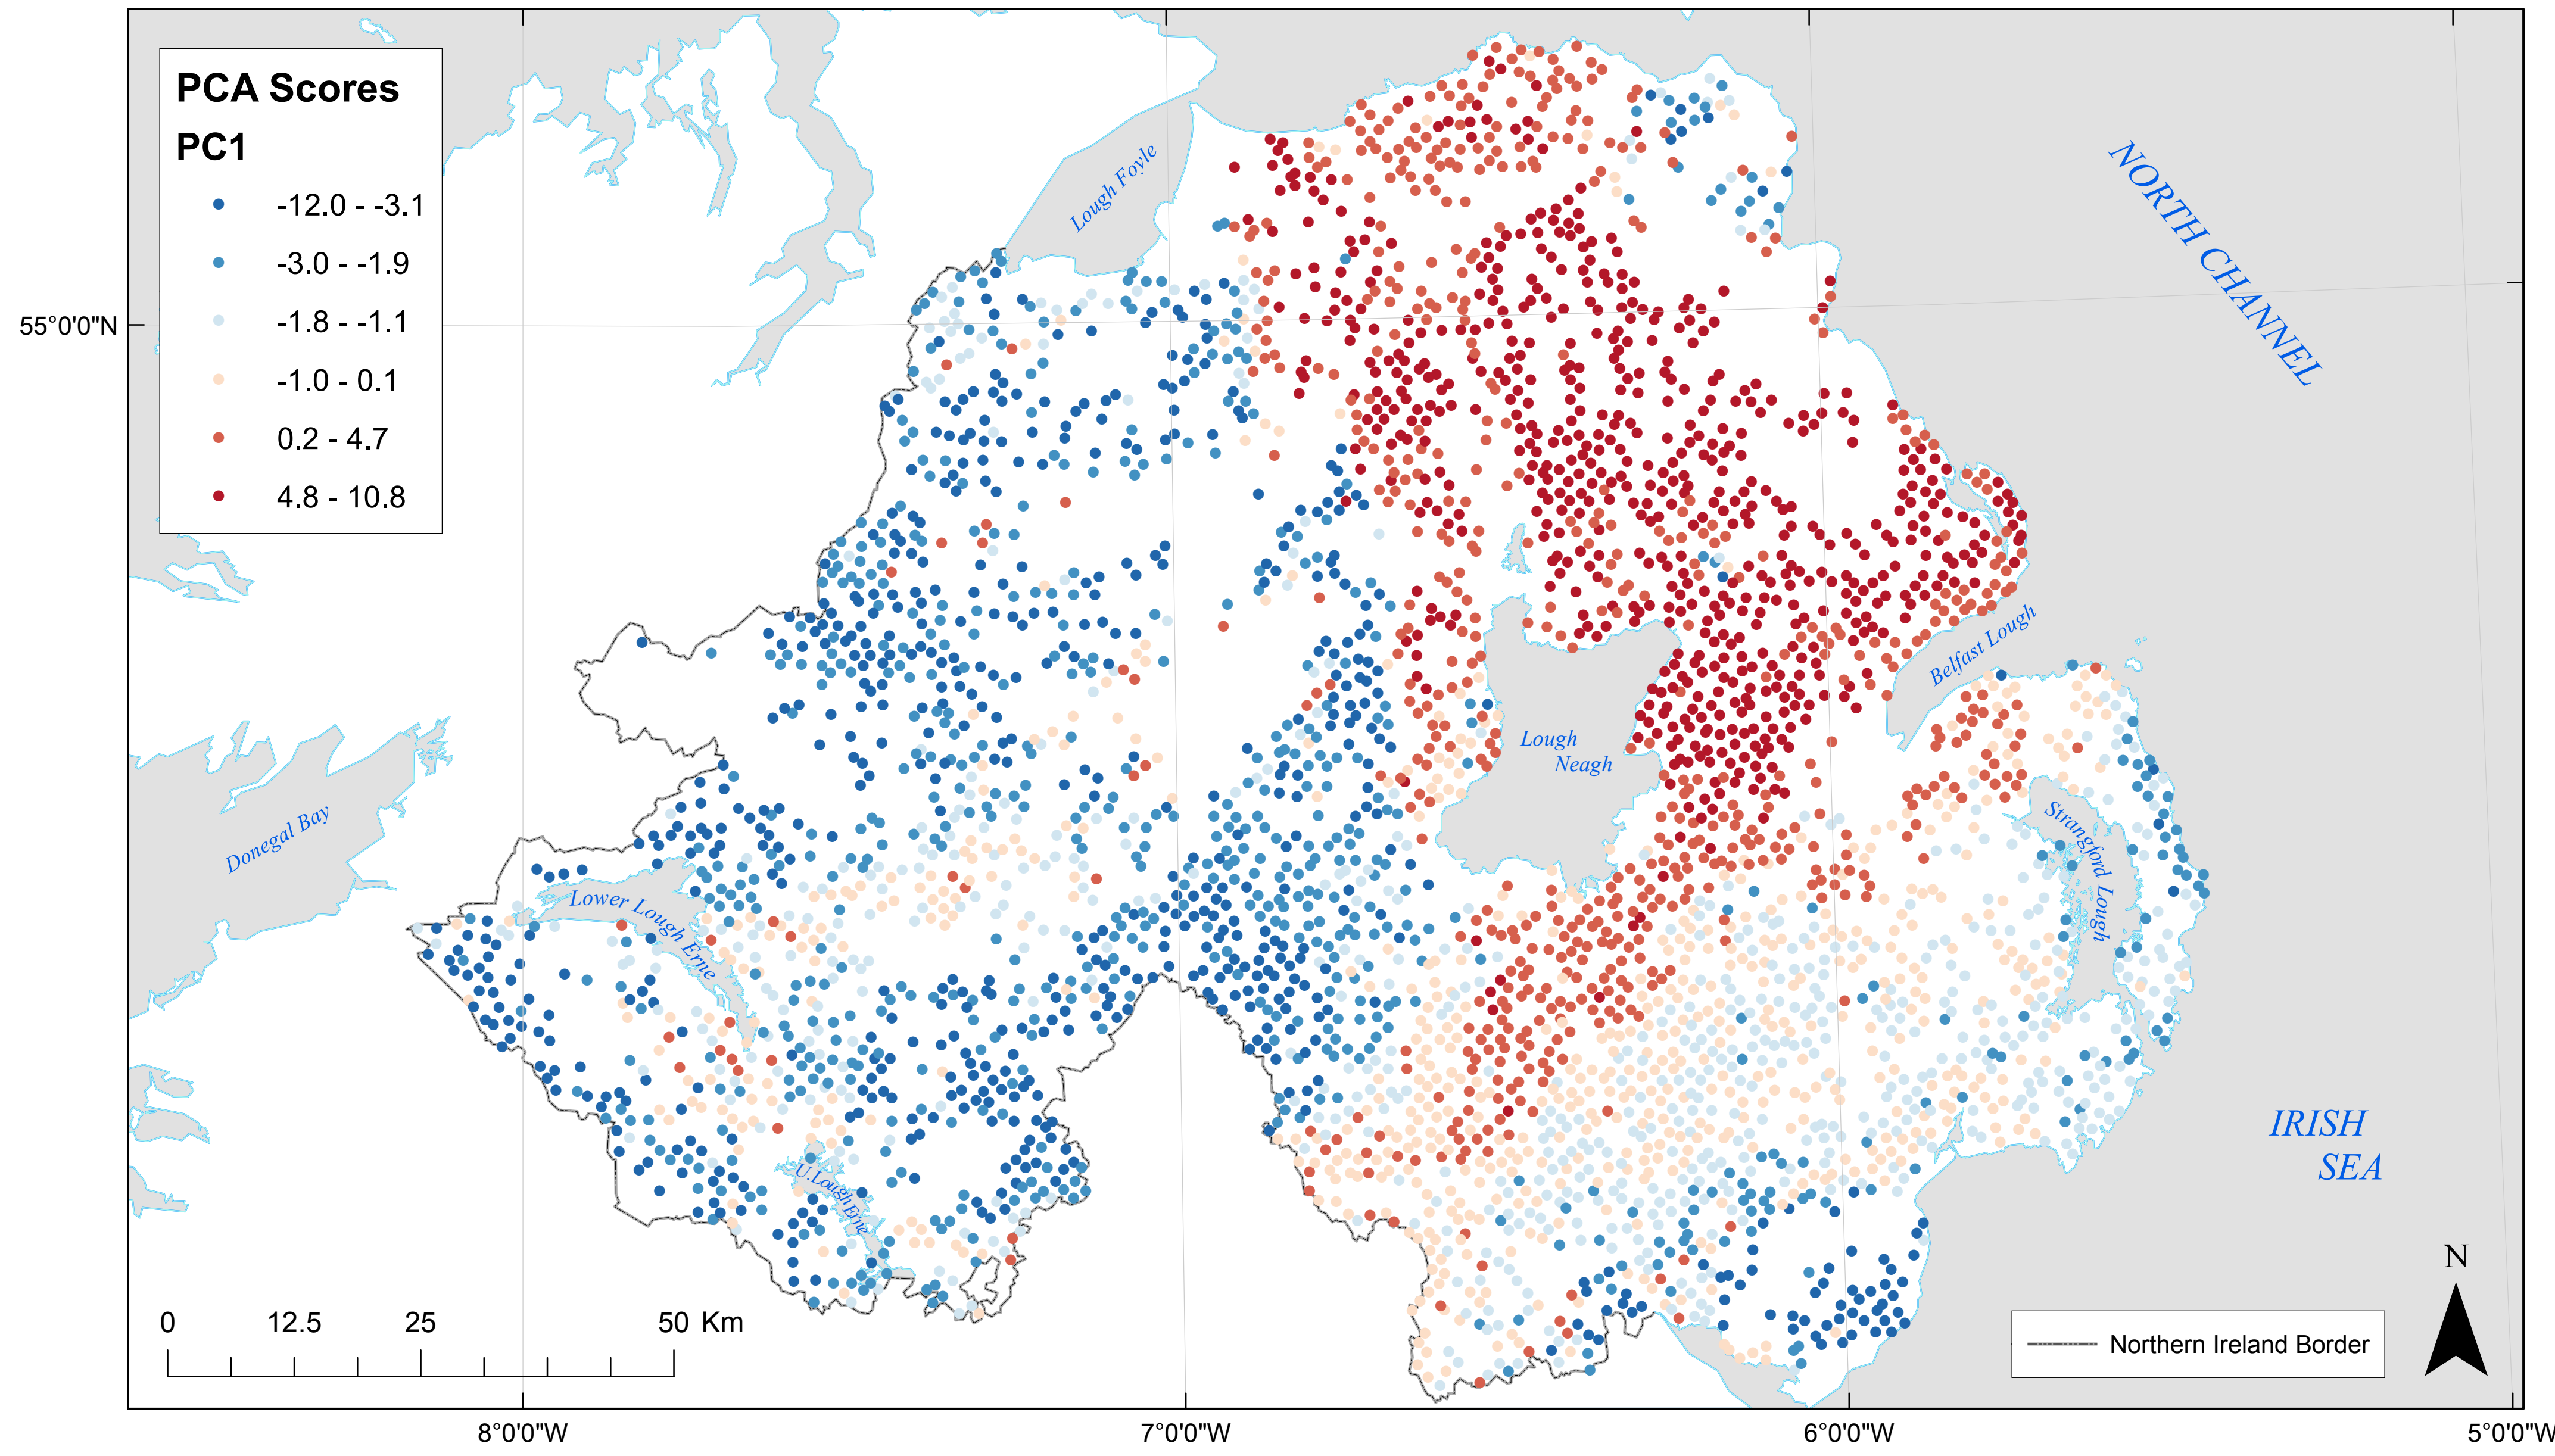 PCA Scores
PC1
-12.0 - -3.1
-3.0 - -1.9
-1.8 - -1.1
-1.0 - 0.1
0.2 - 4.7
4.8 - 10.8
Lough Foyle
NORTH CHANNEL
55°0'0"N
Belfast Lough
Lough
Neagh
Donegal Bay
Strangford Lough
Lower Lough Erne
U.Lough Erne
IRISH
SEA
N
0 12.5 25 50 Km
Northern Ireland Border
8°0'0"W 7°0'0"W 6°0'0"W 5°0'0"W